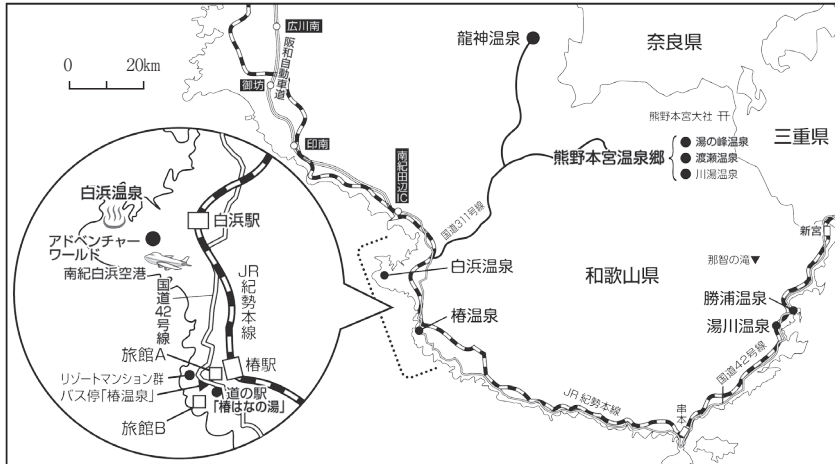 広川南
阪和自動車道
御坊
印南
南紀田辺IC
0
20km
龍神温泉
奈良県
熊野本宮大社
三重県
熊野本宮温泉郷
湯の峰温泉
渡瀬温泉
川湯温泉
国道311号線
新宮
那智の滝▼
和歌山県
白浜温泉
椿温泉
勝浦温泉
湯川温泉
国道42号線
JR紀勢本線
串本
白浜温泉
白浜駅
アドベンチャー
ワールド
南紀白浜空港
国道42号線
JR紀勢本線
旅館A
椿駅
リゾートマンション群
バス停「椿温泉」
道の駅
「椿はなの湯」
旅館B